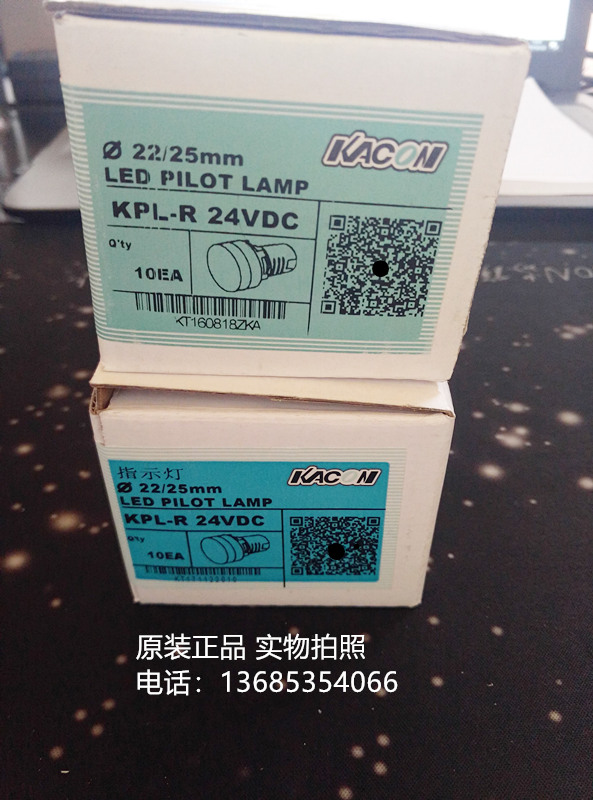 KACON
Ø 22/25mm
LED PILOT LAMP
KPL-R 24VDC
Q'ty
10EA
KT160818ZKA
指示灯
KACON
Ø 22/25mm
LED PILOT LAMP
KPL-R 24VDC
Q'ty
10EA
原装正品 实物拍照
电话：13685354066